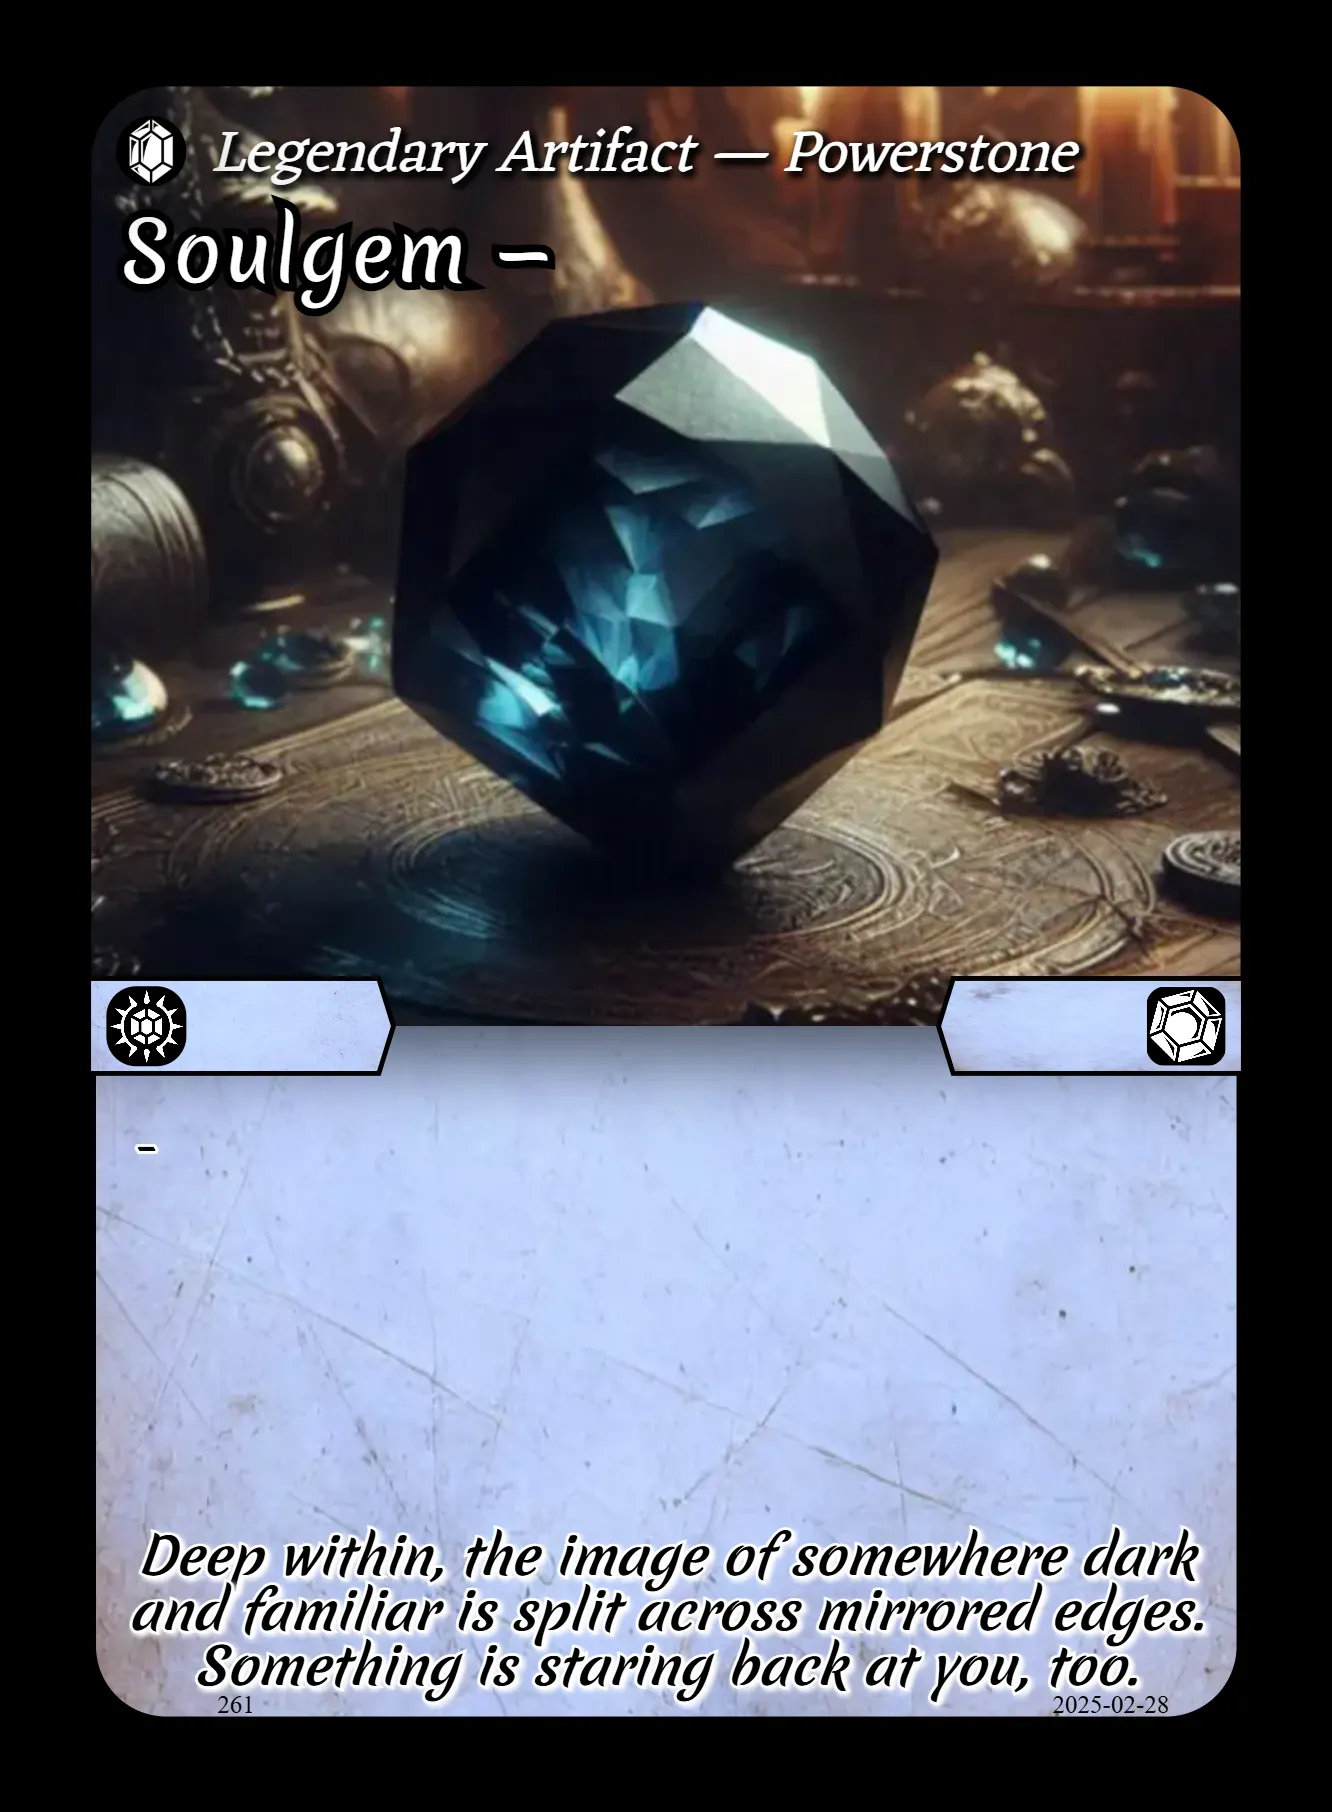 Legendary Artifact — Powerstone
Soulgem –
-
Deep within, the image of somewhere dark
and familiar is split across mirrored edges.
Something is staring back at you, too.
261
2025-02-28